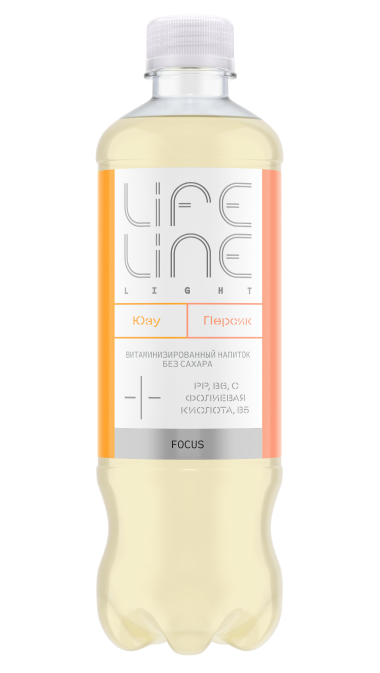 LIFE
LINE
LIGHT
Юзу Персик
ВИТАМИНИЗИРОВАННЫЙ НАПИТОК
БЕЗ САХАРА
PP, B6, C
ФОЛИЕВАЯ
КИСЛОТА, B5
FOCUS